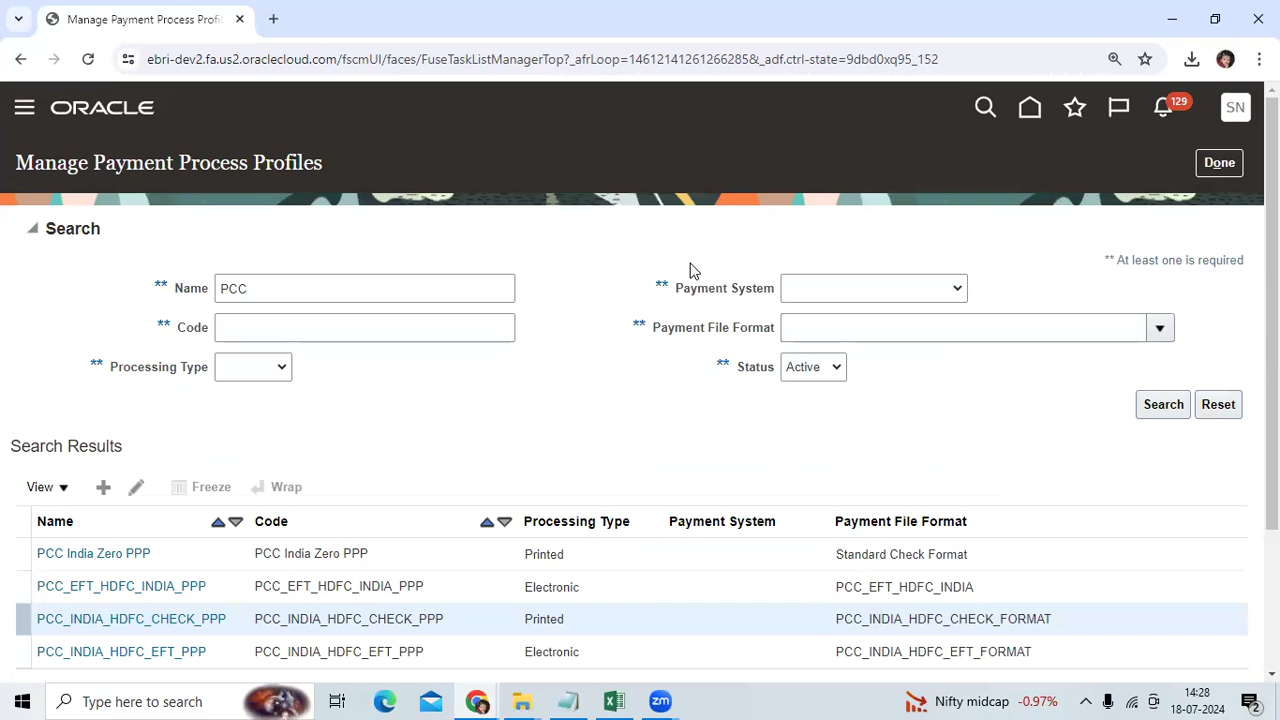 Manage Payment Process Profi
ebri-dev2.fa.us2.oraclecloud.com/fscmUI/faces/FuseTaskListManagerTop?_afrLoop=14612141261266285&_adf.ctrl-state=9dbd0xq95_152
ORACLE 129 SN
Manage Payment Process Profiles Done
Search
** At least one is required
** Name PCC ** Payment System
** Code ** Payment File Format
** Processing Type ** Status Active
Search Reset
Search Results
View Freeze Wrap
Name Code Processing Type Payment System Payment File Format
PCC India Zero PPP PCC India Zero PPP Printed Standard Check Format
PCC_EFT_HDFC_INDIA_PPP PCC_EFT_HDFC_INDIA_PPP Electronic PCC_EFT_HDFC_INDIA
PCC_INDIA_HDFC_CHECK_PPP PCC_INDIA_HDFC_CHECK_PPP Printed PCC_INDIA_HDFC_CHECK_FORMAT
PCC_INDIA_HDFC_EFT_PPP PCC_INDIA_HDFC_EFT_PPP Electronic PCC_INDIA_HDFC_EFT_FORMAT
Type here to search X zm Nifty midcap -0.97% 14:28
18-07-2024 2